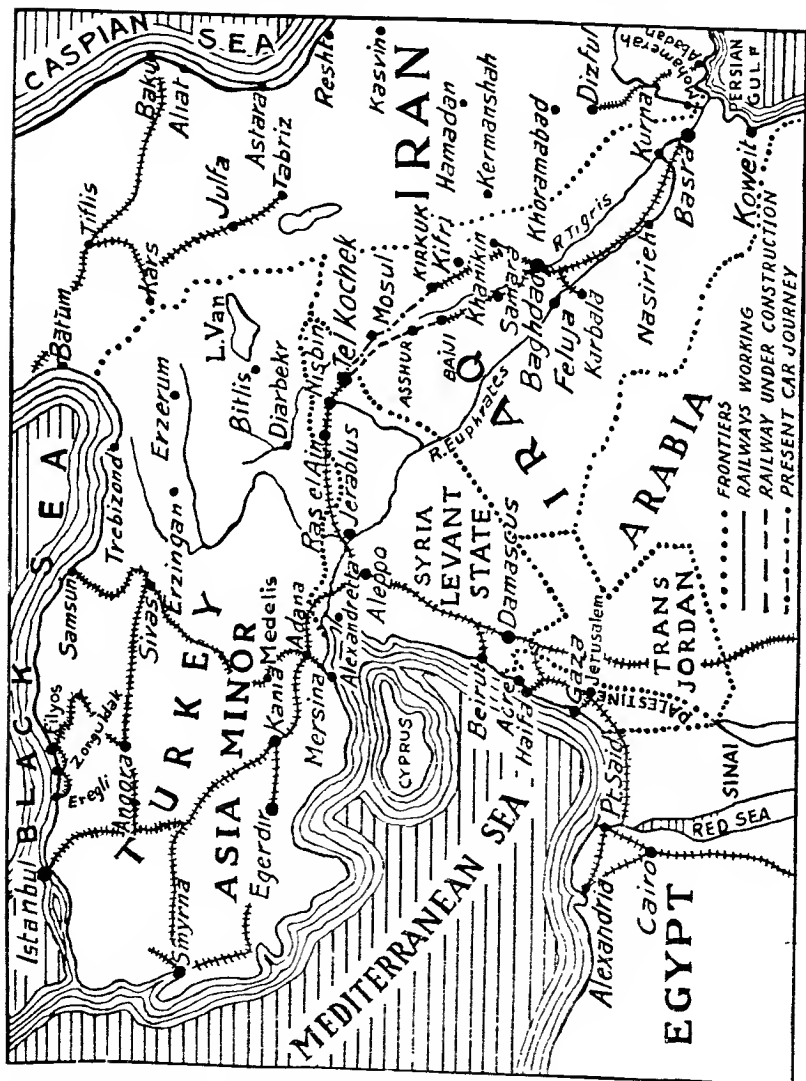 BLACK SEA
CASPIAN SEA
Istanbul
Eregli
Zonguldak
Filyos
Samsun
Trebizond
Batum
Tiflis
Baku
Aliat
Angora
Sivas
Erzingan
Erzerum
Kars
Julfa
Astara
Tabriz
Resht
Kasvin
TURKEY
ASIA MINOR
Smyrna
Egerdir
Kania
Medelis
Adana
Mersina
Alexandretta
L. Van
Bitlis
Diarbekr
Nisbin
Ras el Ain
Jerablus
Tel Kochek
Mosul
Aleppo
IRAN
Hamadan
Kermanshah
Khoramabad
Dizful
KIRKUK
Kifri
Khanikin
Samara
ASSHUR
BAIJI
Baghdad
Feluja
Karbala
IRAQ
R. Euphrates
R. Tigris
Kurna
Basra
Nasirieh
Mohamerah
Abadan
PERSIAN GULF
Koweit
CYPRUS
MEDITERRANEAN SEA
SYRIA
LEVANT
STATE
Beirut
Damascus
Acre
Haifa
Jerusalem
Gaza
PALESTINE
TRANS
JORDAN
ARABIA
Pt. Said
Alexandria
Cairo
EGYPT
SINAI
RED SEA
FRONTIERS
RAILWAYS WORKING
RAILWAY UNDER CONSTRUCTION
PRESENT CAR JOURNEY